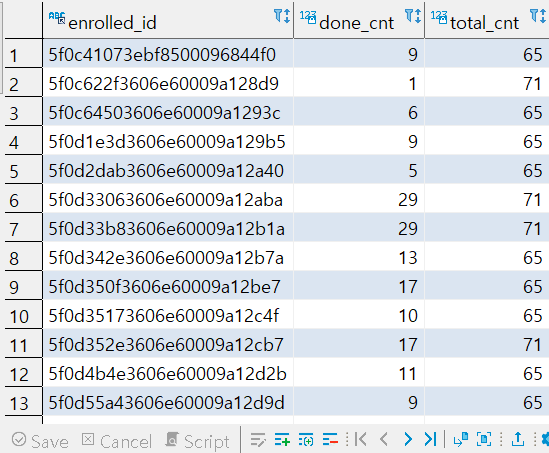 ABC enrolled_id 123 done_cnt 123 total_cnt
1 5f0c41073ebf8500096844f0 9 65
2 5f0c622f3606e60009a128d9 1 71
3 5f0c64503606e60009a1293c 6 65
4 5f0d1e3d3606e60009a129b5 9 65
5 5f0d2dab3606e60009a12a40 5 65
6 5f0d33063606e60009a12aba 29 71
7 5f0d33b83606e60009a12b1a 29 71
8 5f0d342e3606e60009a12b7a 13 65
9 5f0d350f3606e60009a12be7 17 65
10 5f0d35173606e60009a12c4f 10 65
11 5f0d352e3606e60009a12cb7 17 71
12 5f0d4b4e3606e60009a12d2b 11 65
13 5f0d55a43606e60009a12d9d 9 65
Save Cancel Script